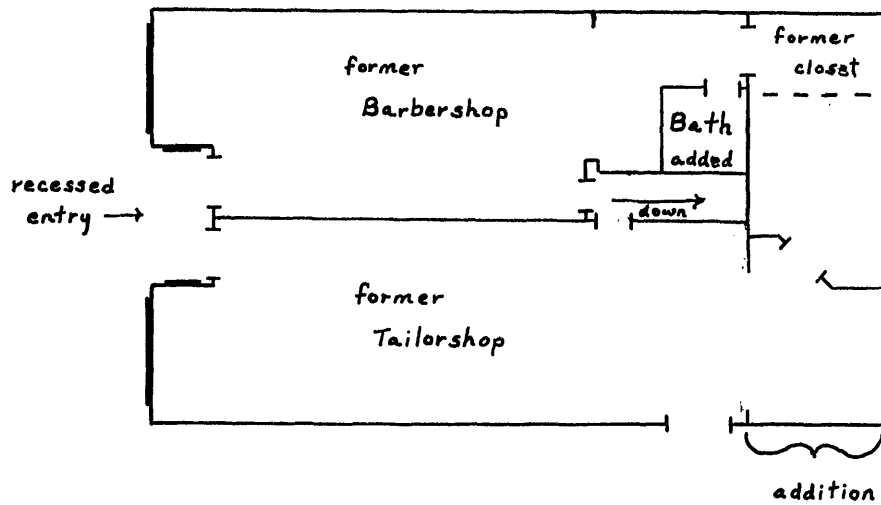 former
closet
former
Barbershop
Bath
added
recessed
entry
down
former
Tailorshop
addition